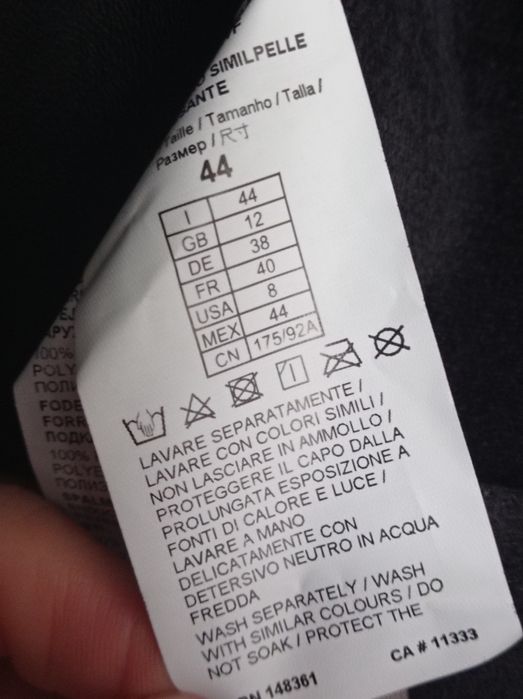 SIMILPELLE
Taille / Tamanho / Talla /
Размер / 尺寸
44
I 44
GB 12
DE 38
FR 40
USA 8
MEX 44
CN 175/92A
LAVARE SEPARATAMENTE /
LAVARE CON COLORI SIMILI /
NON LASCIARE IN AMMOLLO /
PROTEGGERE IL CAPO DALLA
PROLUNGATA ESPOSIZIONE A
FONTI DI CALORE E LUCE /
LAVARE A MANO
DELICATAMENTE CON
DETERSIVO NEUTRO IN ACQUA
FREDDA
WASH SEPARATELY / WASH
WITH SIMILAR COLOURS / DO
NOT SOAK / PROTECT THE
RN 148361 CA # 11333
100%
FODE
FORR
100%